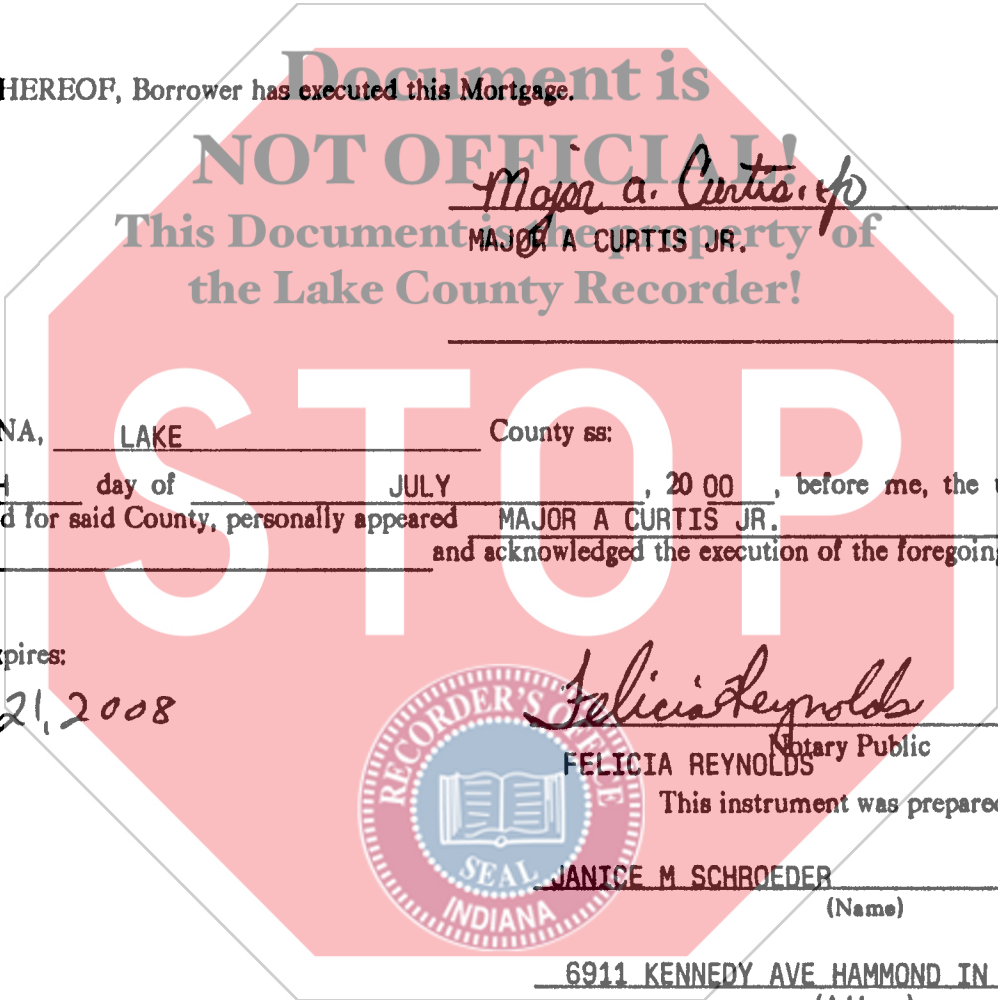 Document is
HEREOF, Borrower has executed this Mortgage.
NOT OFFICIAL!
Major A. Curtis
This Document is the property of
MAJOR A CURTIS JR.
the Lake County Recorder!
STOP
NA, LAKE County ss:
H day of JULY, 20 00, before me, the
d for said County, personally appeared MAJOR A CURTIS JR.
and acknowledged the execution of the foregoing
pires:
21, 2008
Felicia Reynolds
Notary Public
FELICIA REYNOLDS
This instrument was prepared
RECORDER'S OFFICE
SEAL
INDIANA
JANICE M SCHROEDER
(Name)
6911 KENNEDY AVE HAMMOND IN